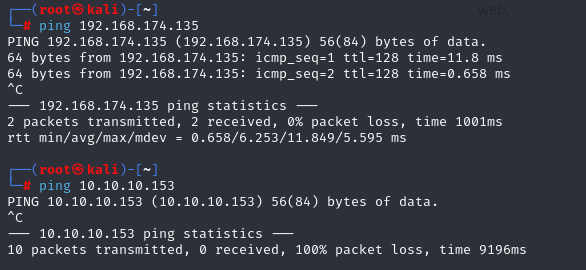 web
┌──(root㉿kali)-[~]
└─# ping 192.168.174.135
PING 192.168.174.135 (192.168.174.135) 56(84) bytes of data.
64 bytes from 192.168.174.135: icmp_seq=1 ttl=128 time=11.8 ms
64 bytes from 192.168.174.135: icmp_seq=2 ttl=128 time=0.658 ms
^C
--- 192.168.174.135 ping statistics ---
2 packets transmitted, 2 received, 0% packet loss, time 1001ms
rtt min/avg/max/mdev = 0.658/6.253/11.849/5.595 ms
┌──(root㉿kali)-[~]
└─# ping 10.10.10.153
PING 10.10.10.153 (10.10.10.153) 56(84) bytes of data.
^C
--- 10.10.10.153 ping statistics ---
10 packets transmitted, 0 received, 100% packet loss, time 9196ms